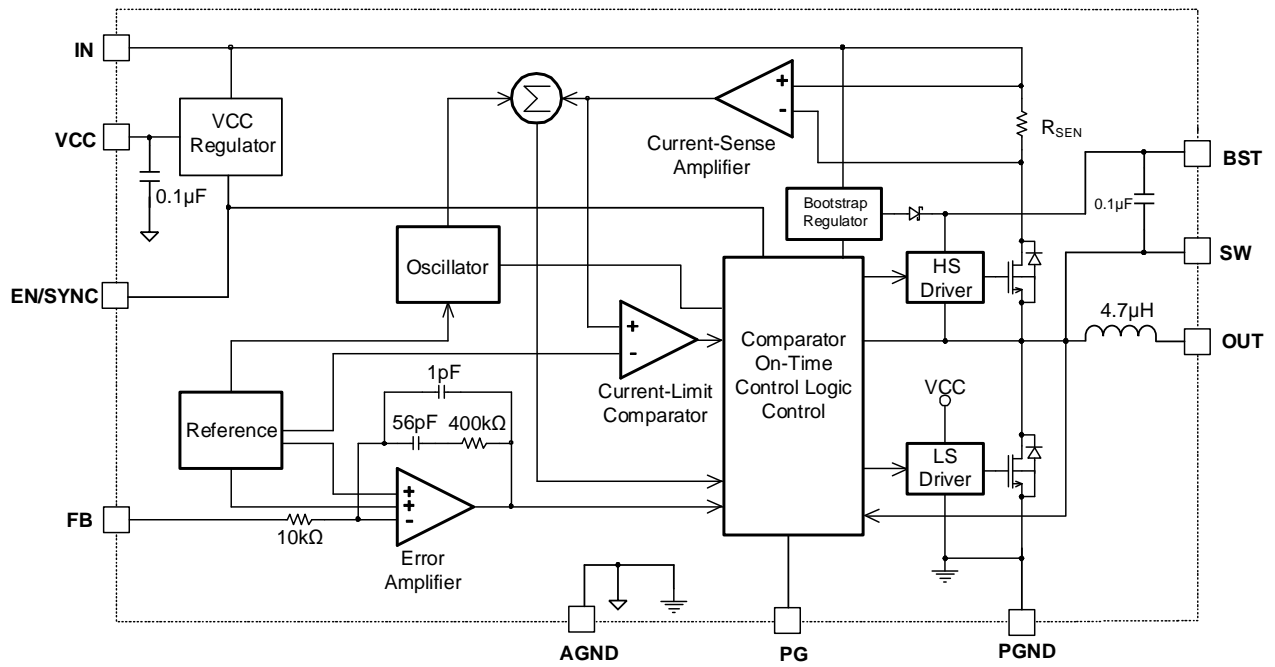 IN
Σ
+
-
VCC
VCC
Regulator
Current-Sense
Amplifier
R_SEN
BST
0.1µF
Bootstrap
Regulator
0.1µF
SW
Oscillator
HS
Driver
EN/SYNC
+
-
4.7µH
OUT
Comparator
On-Time
Control Logic
Control
1pF
Current-Limit
Comparator
VCC
56pF
400kΩ
Reference
LS
Driver
+
+
-
FB
10kΩ
Error
Amplifier
AGND
PG
PGND